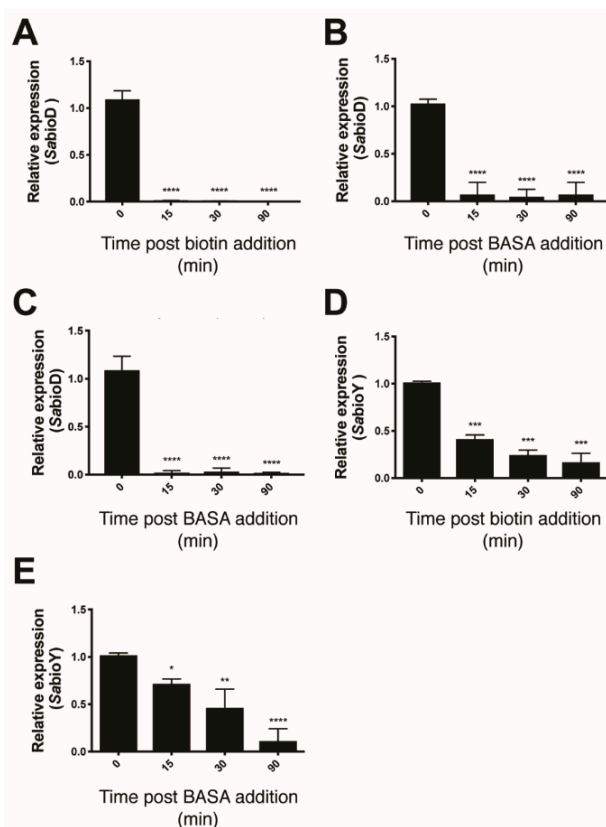 A
Relative expression
(SabioD )
1.5
1.0
0.5
0.0
****
****
****
0
15
30
90
Time post biotin addition
(min)
B
Relative expression
(SabioD)
1.5
1.0
0.5
0.0
****
****
****
0
15
30
90
Time post BASA addition
(min)
C
Relative expression
(SabioD)
1.5
1.0
0.5
0.0
****
****
****
0
15
30
90
Time post BASA addition
(min)
D
Relative expression
(SabioY )
1.5
1.0
0.5
0.0
***
***
***
0
15
30
90
Time post biotin addition
(min)
E
Relative expression
(SabioY)
1.5
1.0
0.5
0.0
*
**
****
0
15
30
90
Time post BASA addition
(min)